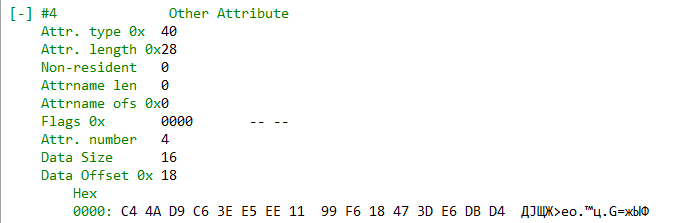 [-] #4 Other Attribute
Attr. type 0x 40
Attr. length 0x28
Non-resident 0
Attrname len 0
Attrname ofs 0x0
Flags 0x 0000 -- --
Attr. number 4
Data Size 16
Data Offset 0x 18
Hex
0000: C4 4A D9 C6 3E E5 EE 11 99 F6 18 47 3D E6 DB D4 ДJЩЖ>ео.™ц.G=жЫФ